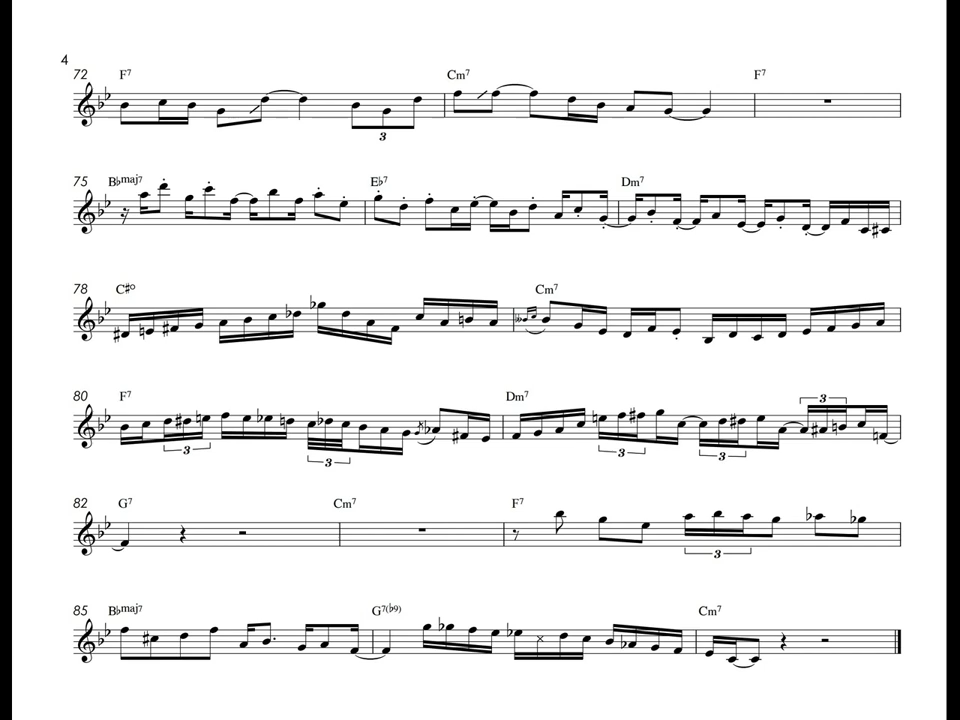 4
72 F7 Cm7 F7
3
75 B♭maj7 E♭7 Dm7
78 C♯o Cm7
80 F7 Dm7 3
3 3
3 3
82 G7 Cm7 F7
3
85 B♭maj7 G7(♭9) Cm7